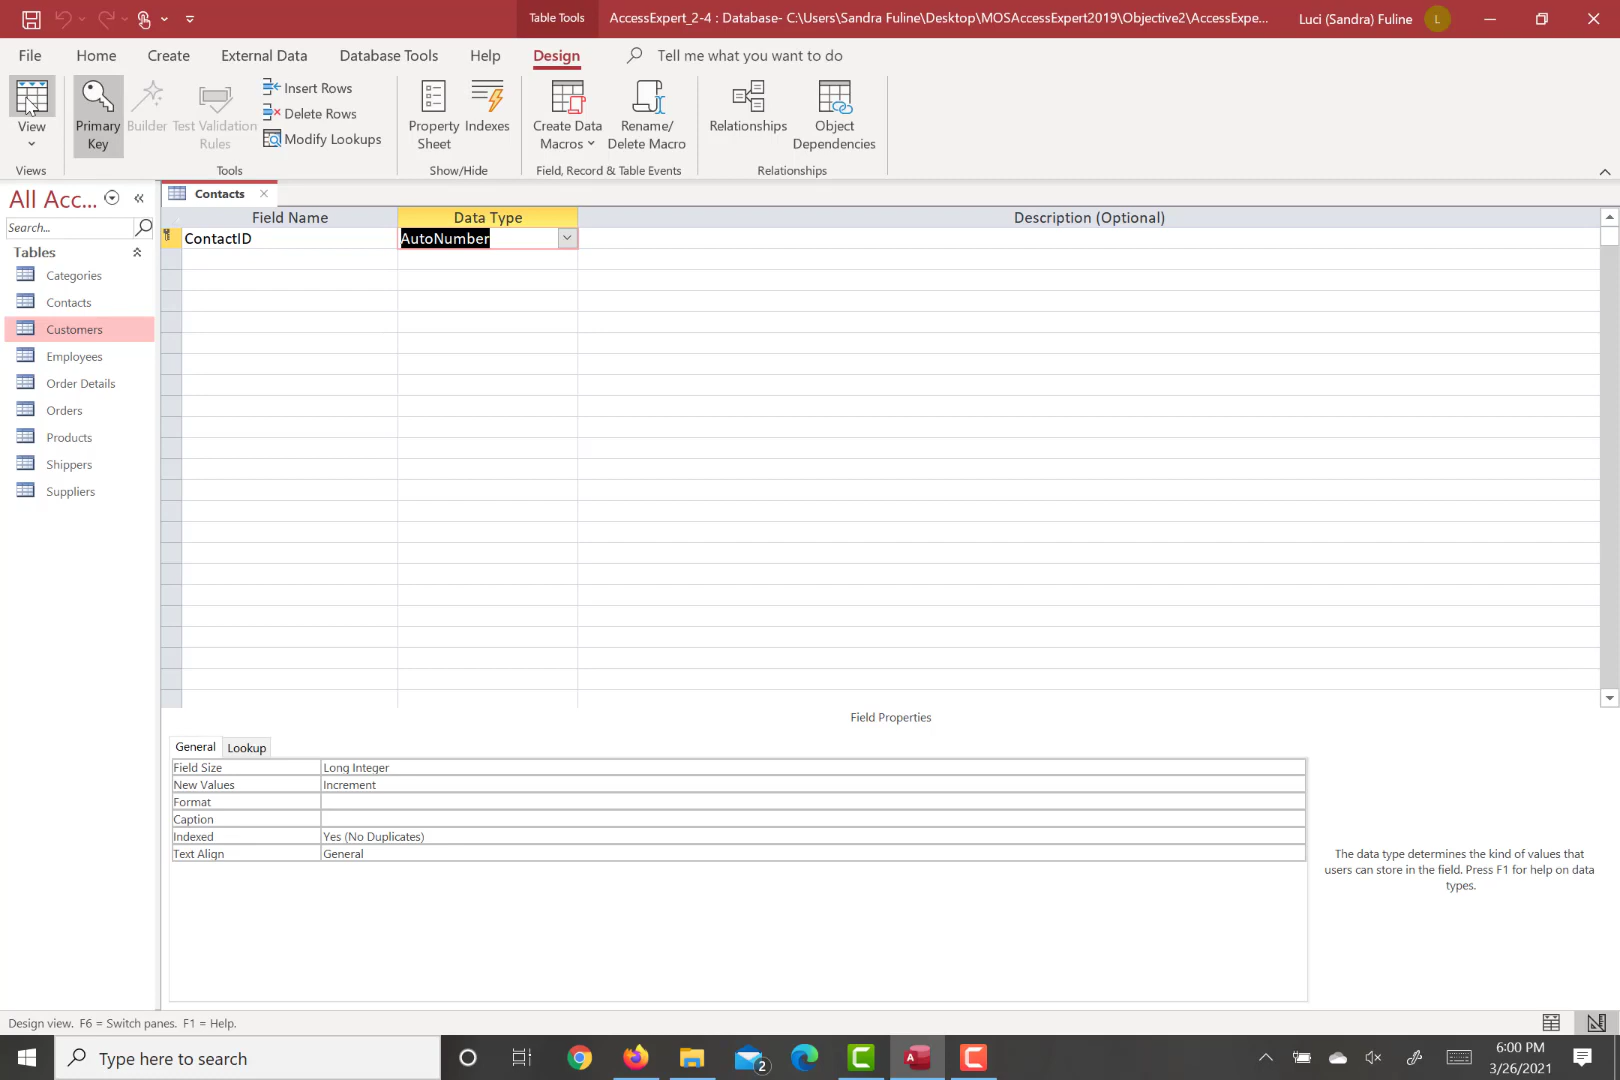 Table Tools
AccessExpert_2-4 : Database- C:\Users\Sandra Fuline\Desktop\MOSAccessExpert2019\Objective2\AccessExpe...
Luci (Sandra) Fuline
L
File
Home
Create
External Data
Database Tools
Help
Design
Tell me what you want to do
View
Primary
Key
Builder
Test Validation
Rules
Insert Rows
Delete Rows
Modify Lookups
Property
Sheet
Indexes
Create Data
Macros
Rename/
Delete Macro
Relationships
Object
Dependencies
Views
Tools
Show/Hide
Field, Record & Table Events
Relationships
All Acc...
Search...
Tables
Categories
Contacts
Customers
Employees
Order Details
Orders
Products
Shippers
Suppliers
Contacts
Field Name
Data Type
Description (Optional)
ContactID
AutoNumber
Field Properties
General
Lookup
Field Size
Long Integer
New Values
Increment
Format
Caption
Indexed
Yes (No Duplicates)
Text Align
General
The data type determines the kind of values that
users can store in the field. Press F1 for help on data
types.
Design view. F6 = Switch panes. F1 = Help.
Type here to search
2
6:00 PM
3/26/2021